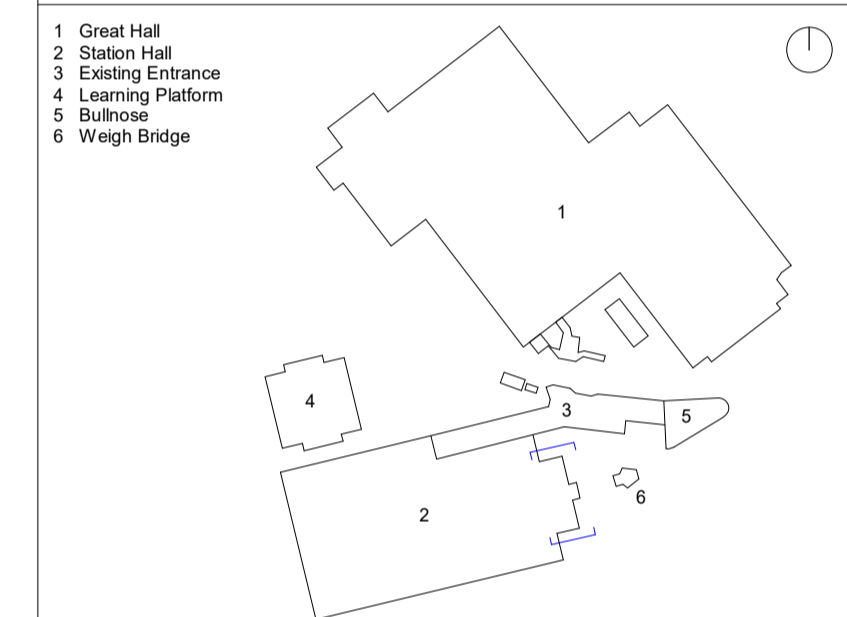 1 Great Hall
2 Station Hall
3 Existing Entrance
4 Learning Platform
5 Bullnose
6 Weigh Bridge
1
4
3
5
6
2